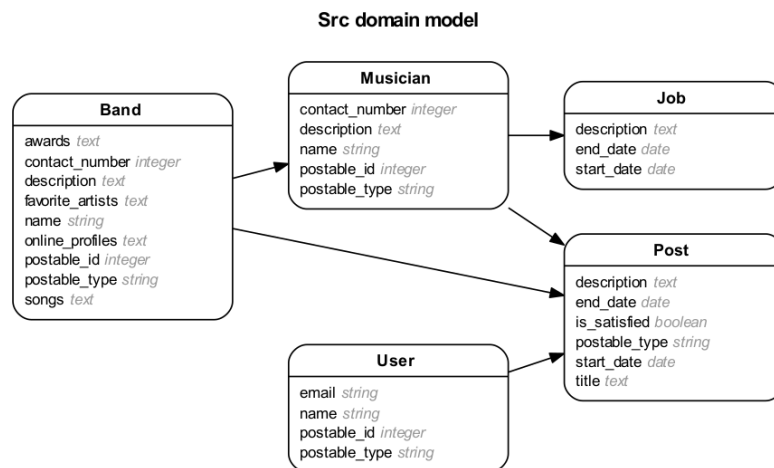 Src domain model
Band
awards text
contact_number integer
description text
favorite_artists text
name string
online_profiles text
postable_id integer
postable_type string
songs text
Musician
contact_number integer
description text
name string
postable_id integer
postable_type string
Job
description text
end_date date
start_date date
Post
description text
end_date date
is_satisfied boolean
postable_type string
start_date date
title text
User
email string
name string
postable_id integer
postable_type string